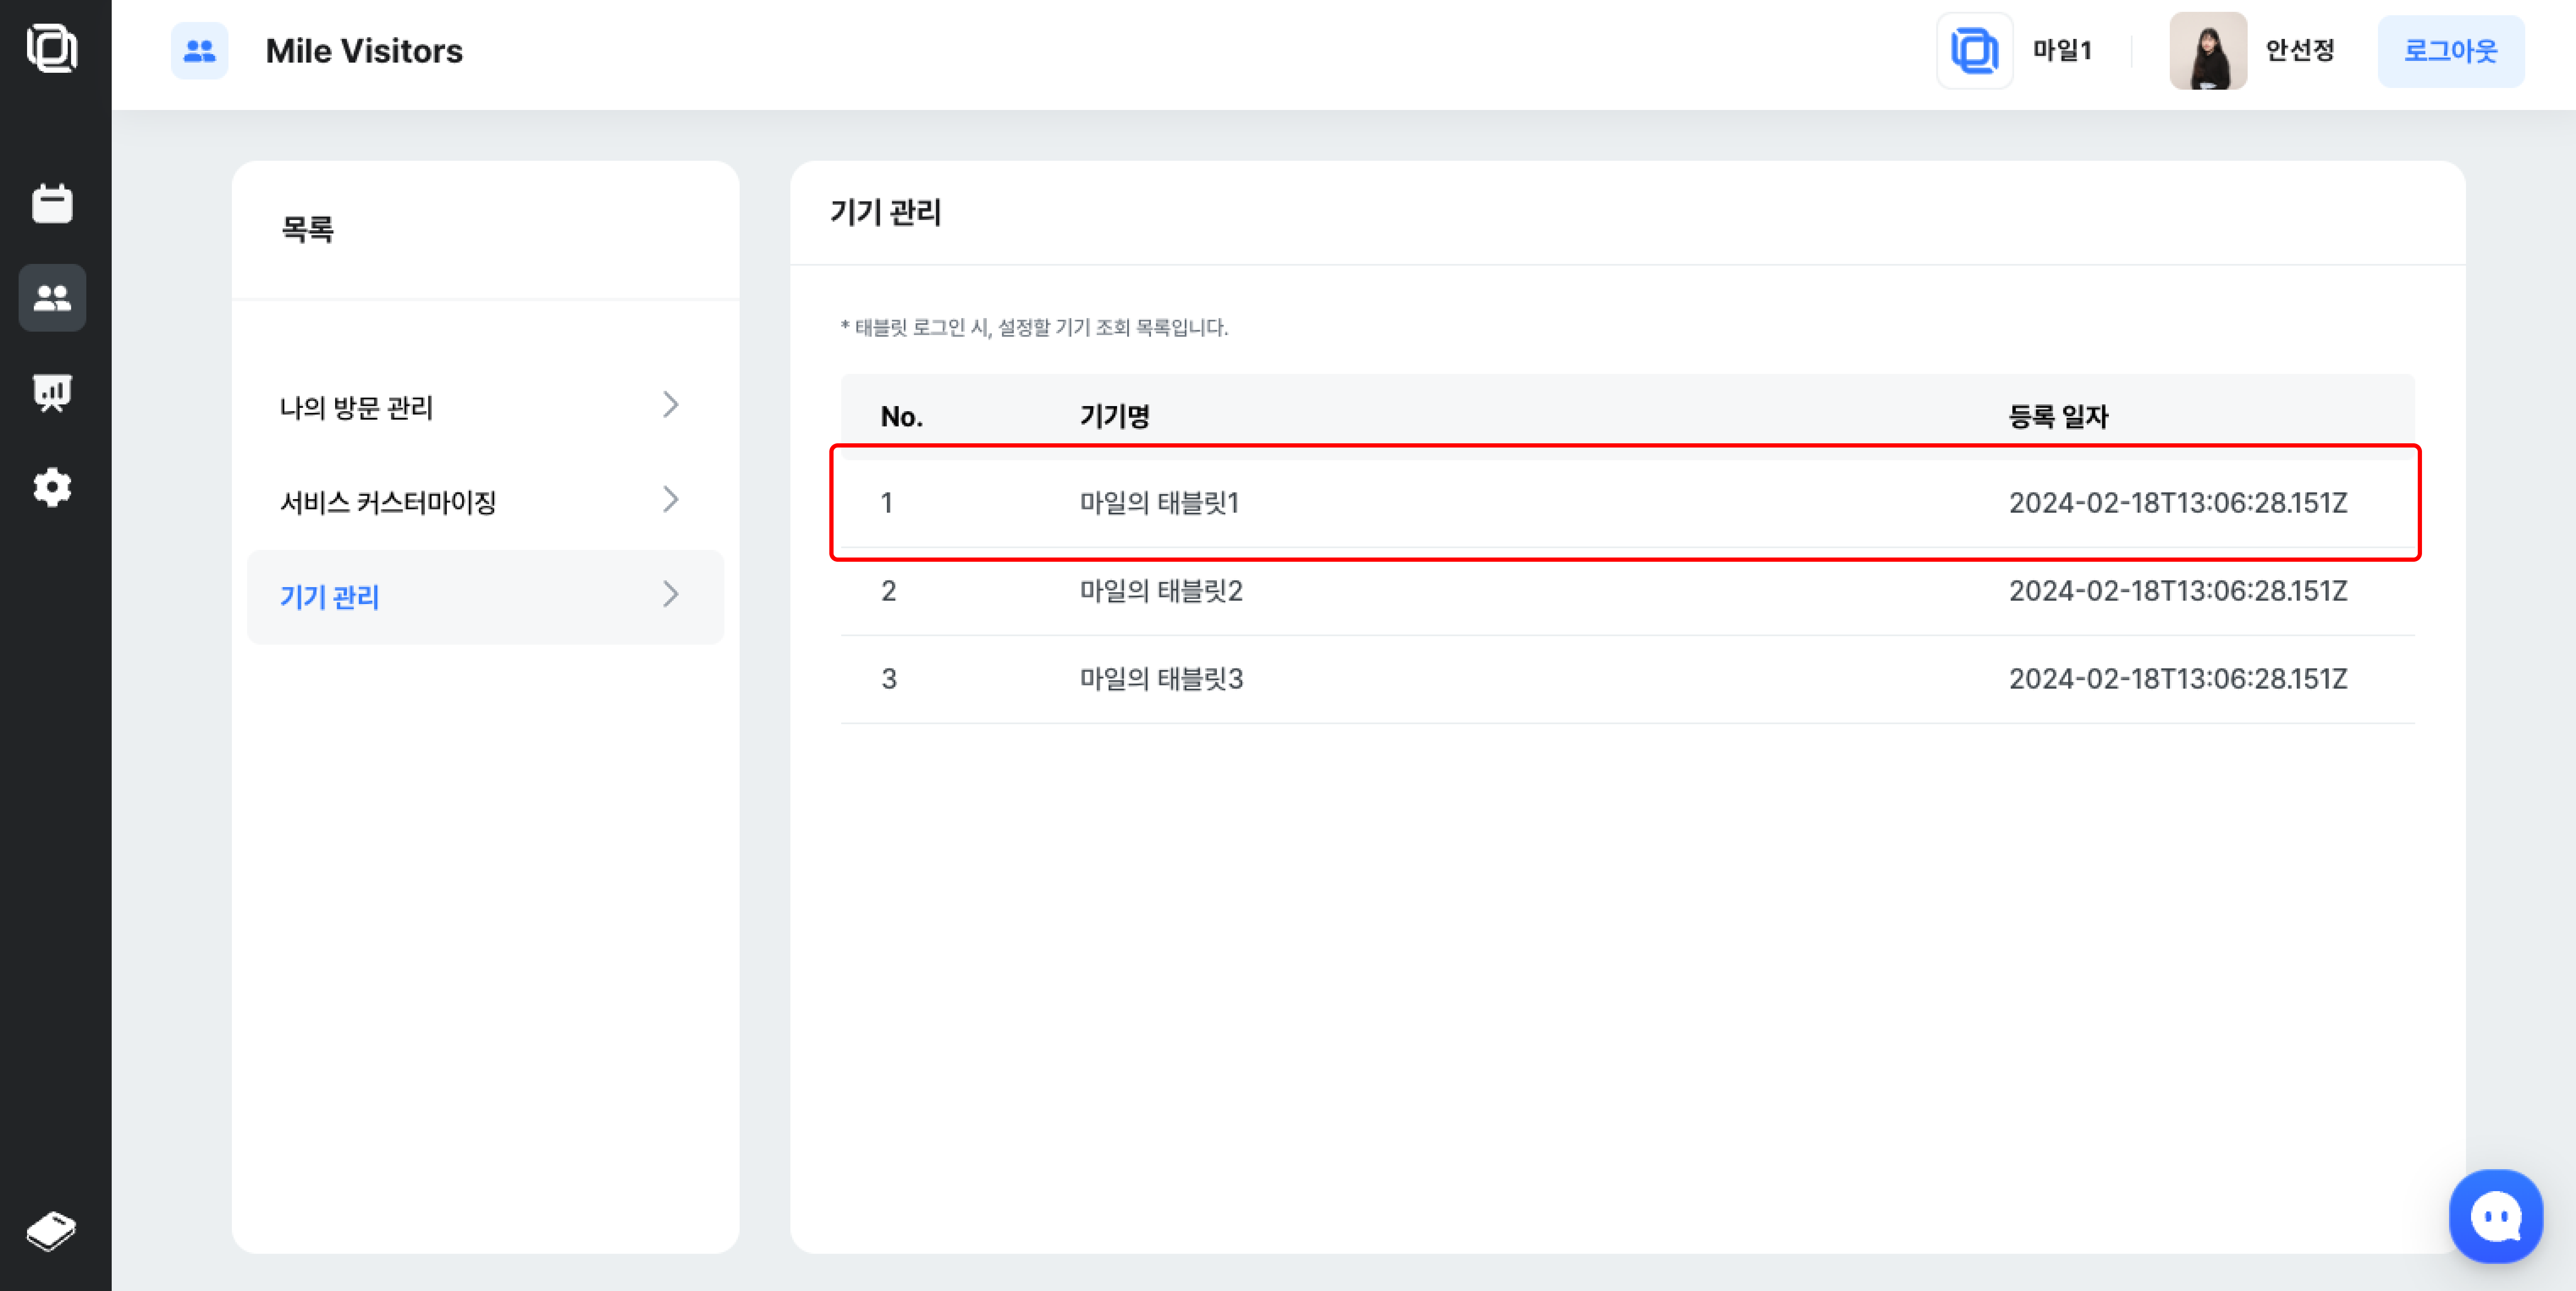 Mile Visitors
마일1
안선정
로그아웃
목록
나의 방문 관리
서비스 커스터마이징
기기 관리
기기 관리
* 태블릿 로그인 시, 설정할 기기 조회 목록입니다.
No. 기기명 등록 일자
1 마일의 태블릿1 2024-02-18T13:06:28.151Z
2 마일의 태블릿2 2024-02-18T13:06:28.151Z
3 마일의 태블릿3 2024-02-18T13:06:28.151Z